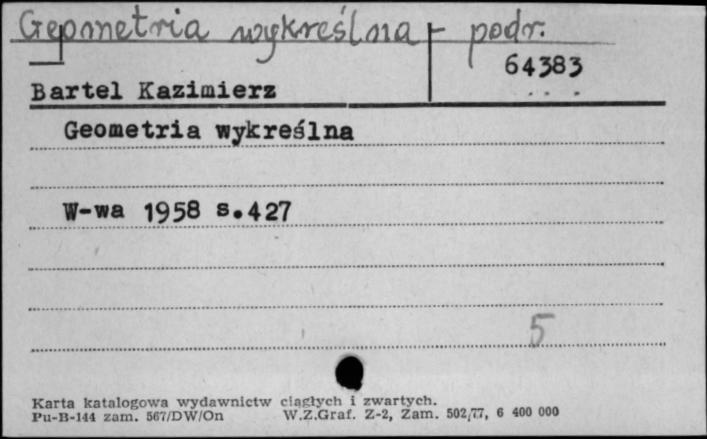 Geometria wykreślna - podr.
64383
Bartel Kazimierz
Geometria wykreślna
W-wa 1958 s.427
5
Karta katalogowa wydawnictw ciągłych i zwartych.
Pu-B-144 zam. 567/DW/On W.Z.Graf. Z-2, Zam. 502/77, 6 400 000